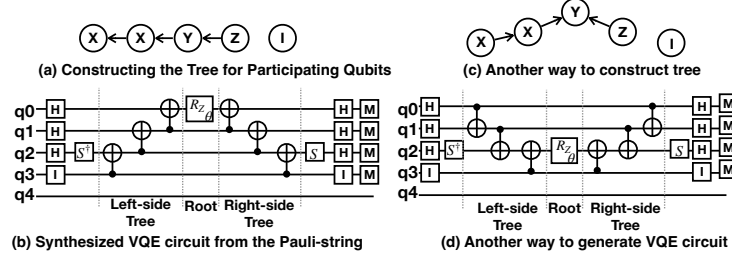 X X Y Z I
(a) Constructing the Tree for Participating Qubits
X X Y Z I
(c) Another way to construct tree
q0 H R_Z θ H M
q1 H H M
q2 H S† S H M
q3 I I M
q4
Left-side Tree
Root
Right-side Tree
(b) Synthesized VQE circuit from the Pauli-string
q0 H H M
q1 H H M
q2 H S† R_Z θ S H M
q3 I I M
q4
Left-side Tree
Root
Right-side Tree
(d) Another way to generate VQE circuit